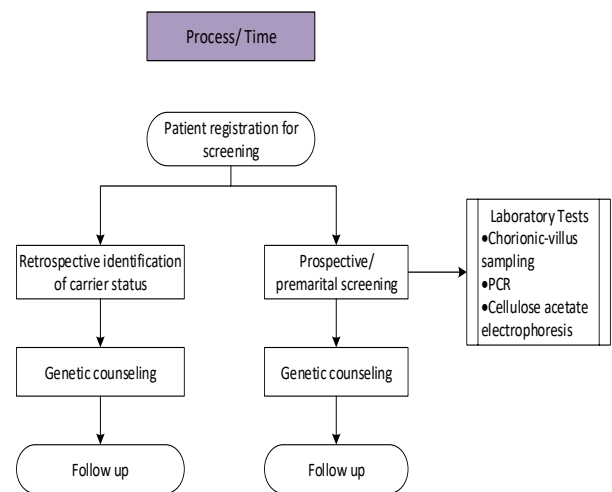 Process/ Time
Patient registration for
screening
Retrospective identification
of carrier status
Prospective/
premarital screening
Laboratory Tests
•Chorionic-villus
sampling
•PCR
•Cellulose acetate
electrophoresis
Genetic counseling
Genetic counseling
Follow up
Follow up